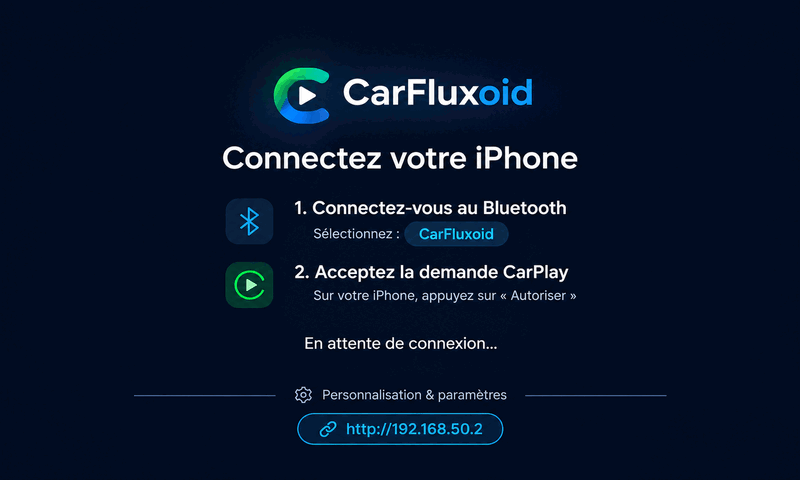 CarFluxoid
Connectez votre iPhone
1. Connectez-vous au Bluetooth
Sélectionnez : CarFluxoid
2. Acceptez la demande CarPlay
Sur votre iPhone, appuyez sur « Autoriser »
En attente de connexion...
Personnalisation & paramètres
http://192.168.50.2